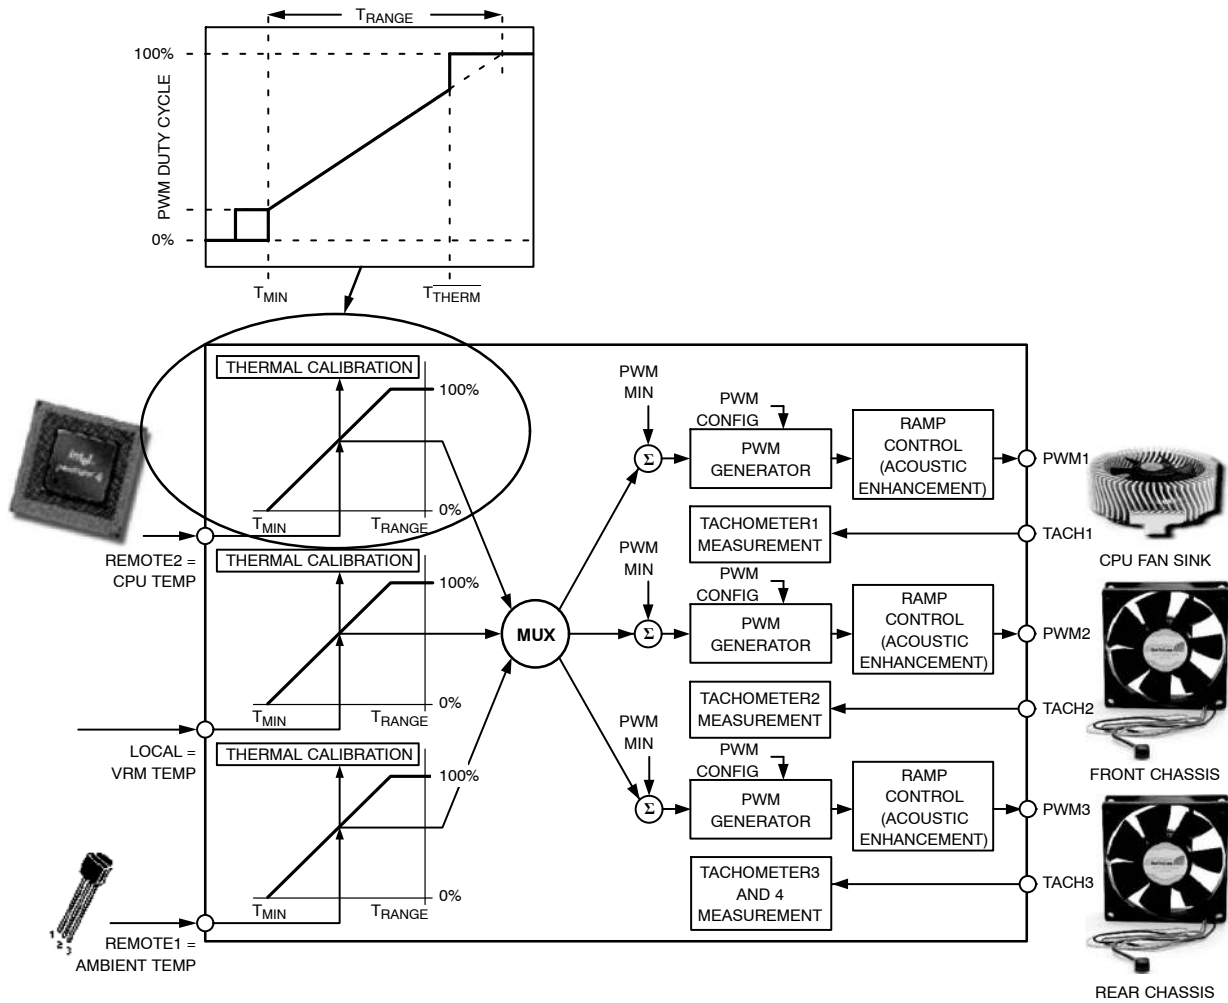 TRANGE
100%
PWM DUTY CYCLE
0%
TMIN
TTHERM
THERMAL CALIBRATION
100%
0%
TMIN
TRANGE
REMOTE2 =
CPU TEMP
THERMAL CALIBRATION
100%
0%
TMIN
TRANGE
LOCAL =
VRM TEMP
THERMAL CALIBRATION
100%
0%
TMIN
TRANGE
REMOTE1 =
AMBIENT TEMP
1
2
3
MUX
PWM
MIN
Σ
PWM
CONFIG
PWM
GENERATOR
RAMP
CONTROL
(ACOUSTIC
ENHANCEMENT)
PWM1
TACHOMETER1
MEASUREMENT
TACH1
CPU FAN SINK
PWM
MIN
Σ
PWM
CONFIG
PWM
GENERATOR
RAMP
CONTROL
(ACOUSTIC
ENHANCEMENT)
PWM2
TACHOMETER2
MEASUREMENT
TACH2
FRONT CHASSIS
PWM
MIN
Σ
PWM
CONFIG
PWM
GENERATOR
RAMP
CONTROL
(ACOUSTIC
ENHANCEMENT)
PWM3
TACHOMETER3
AND 4
MEASUREMENT
TACH3
REAR CHASSIS
intel